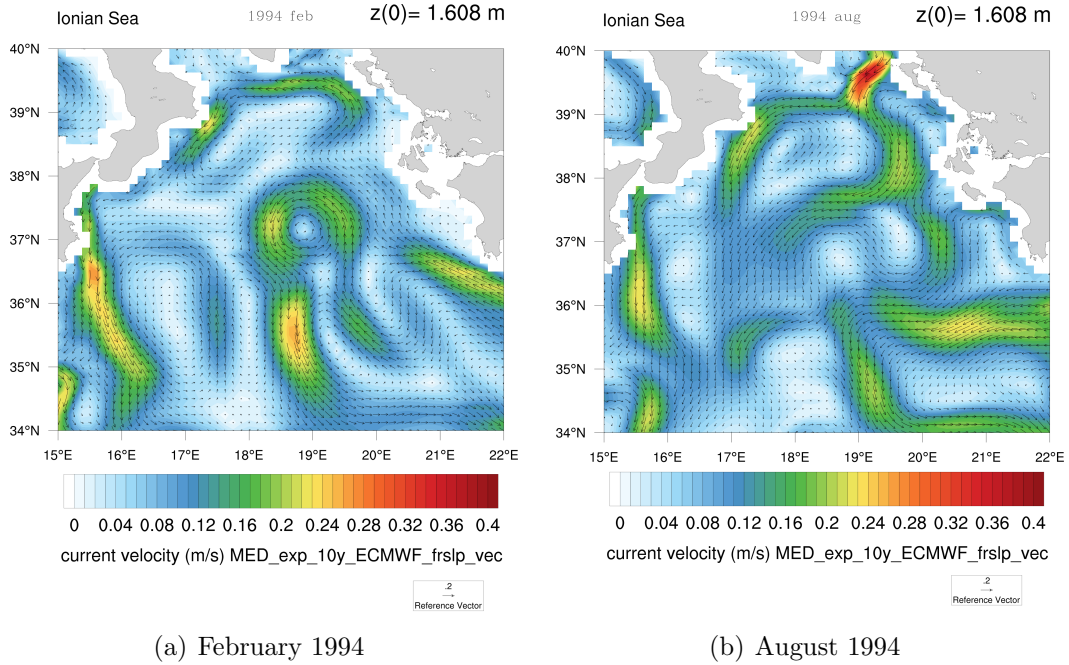 Ionian Sea 1994 feb z(0)= 1.608 m
40°N
39°N
38°N
37°N
36°N
35°N
34°N
15°E 16°E 17°E 18°E 19°E 20°E 21°E 22°E
0 0.04 0.08 0.12 0.16 0.2 0.24 0.28 0.32 0.36 0.4
current velocity (m/s) MED_exp_10y_ECMWF_frslp_vec
.2
Reference Vector
(a) February 1994
Ionian Sea 1994 aug z(0)= 1.608 m
40°N
39°N
38°N
37°N
36°N
35°N
34°N
15°E 16°E 17°E 18°E 19°E 20°E 21°E 22°E
0 0.04 0.08 0.12 0.16 0.2 0.24 0.28 0.32 0.36 0.4
current velocity (m/s) MED_exp_10y_ECMWF_frslp_vec
.2
Reference Vector
(b) August 1994